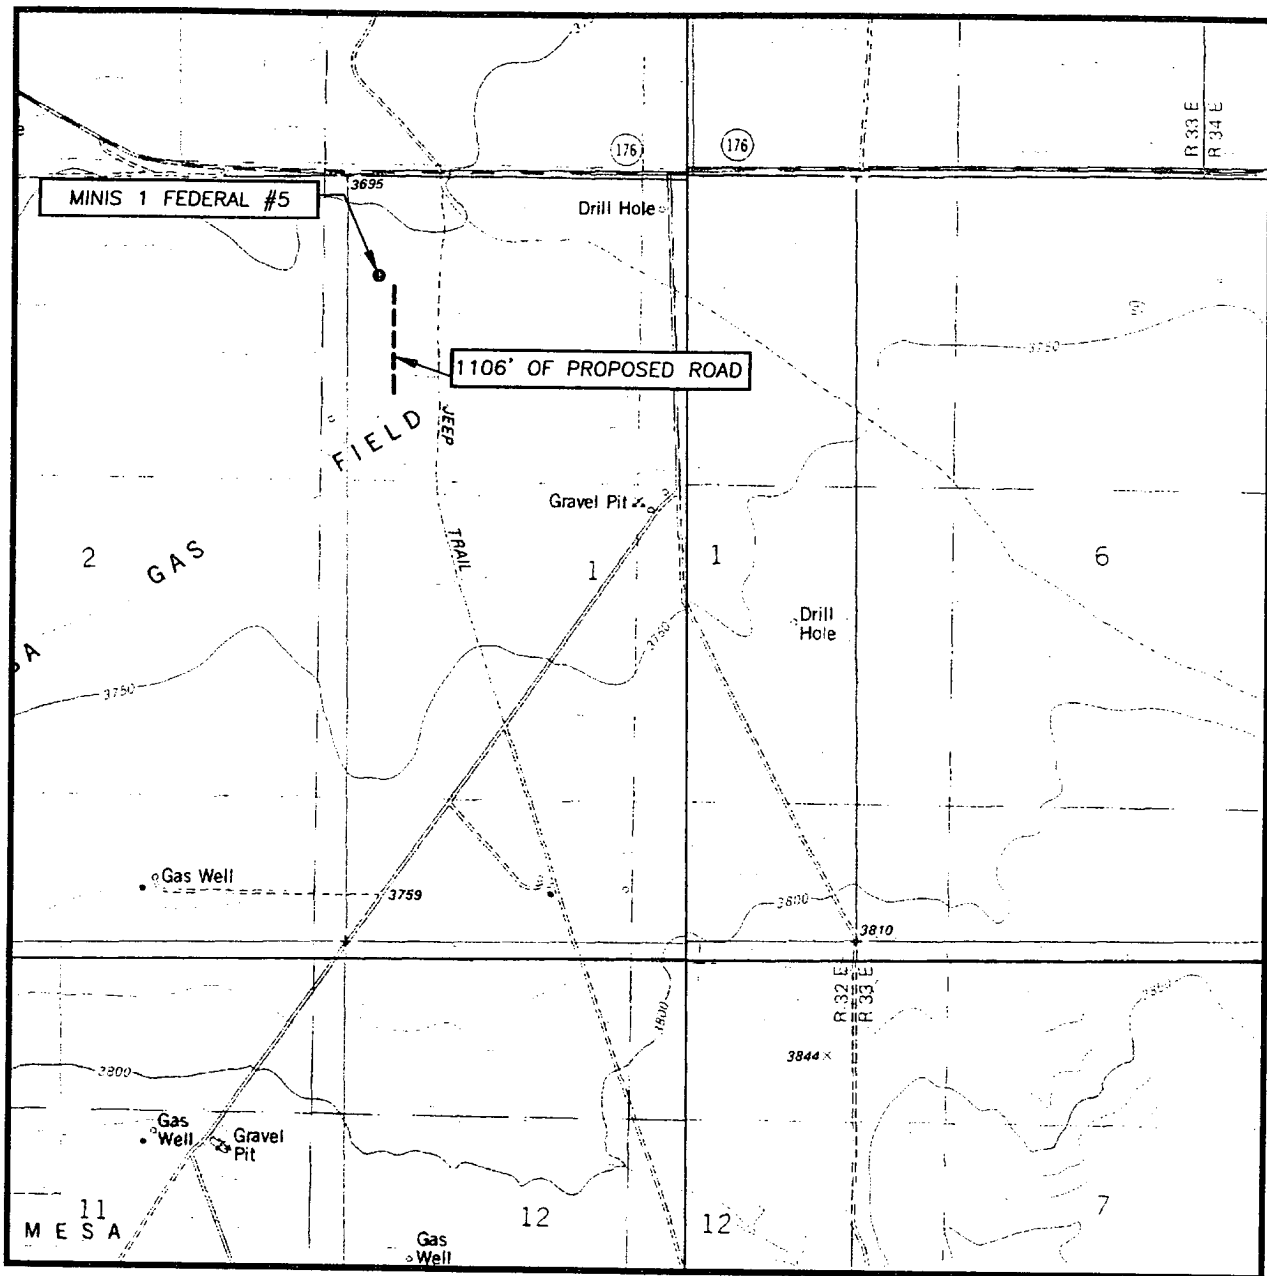 176
176
R 33 E
R 34 E
MINIS 1 FEDERAL #5
3695
Drill Hole
3750
1106' OF PROPOSED ROAD
FIELD
JEEP
TRAIL
Gravel Pit
2
GAS
1
1
6
Drill
Hole
3750
3750
Gas Well
3759
3800
3810
R 32 E
R 33 E
3800
3844
3800
Gas
Well
Gravel
Pit
11
MESA
12
12
7
Gas
Well